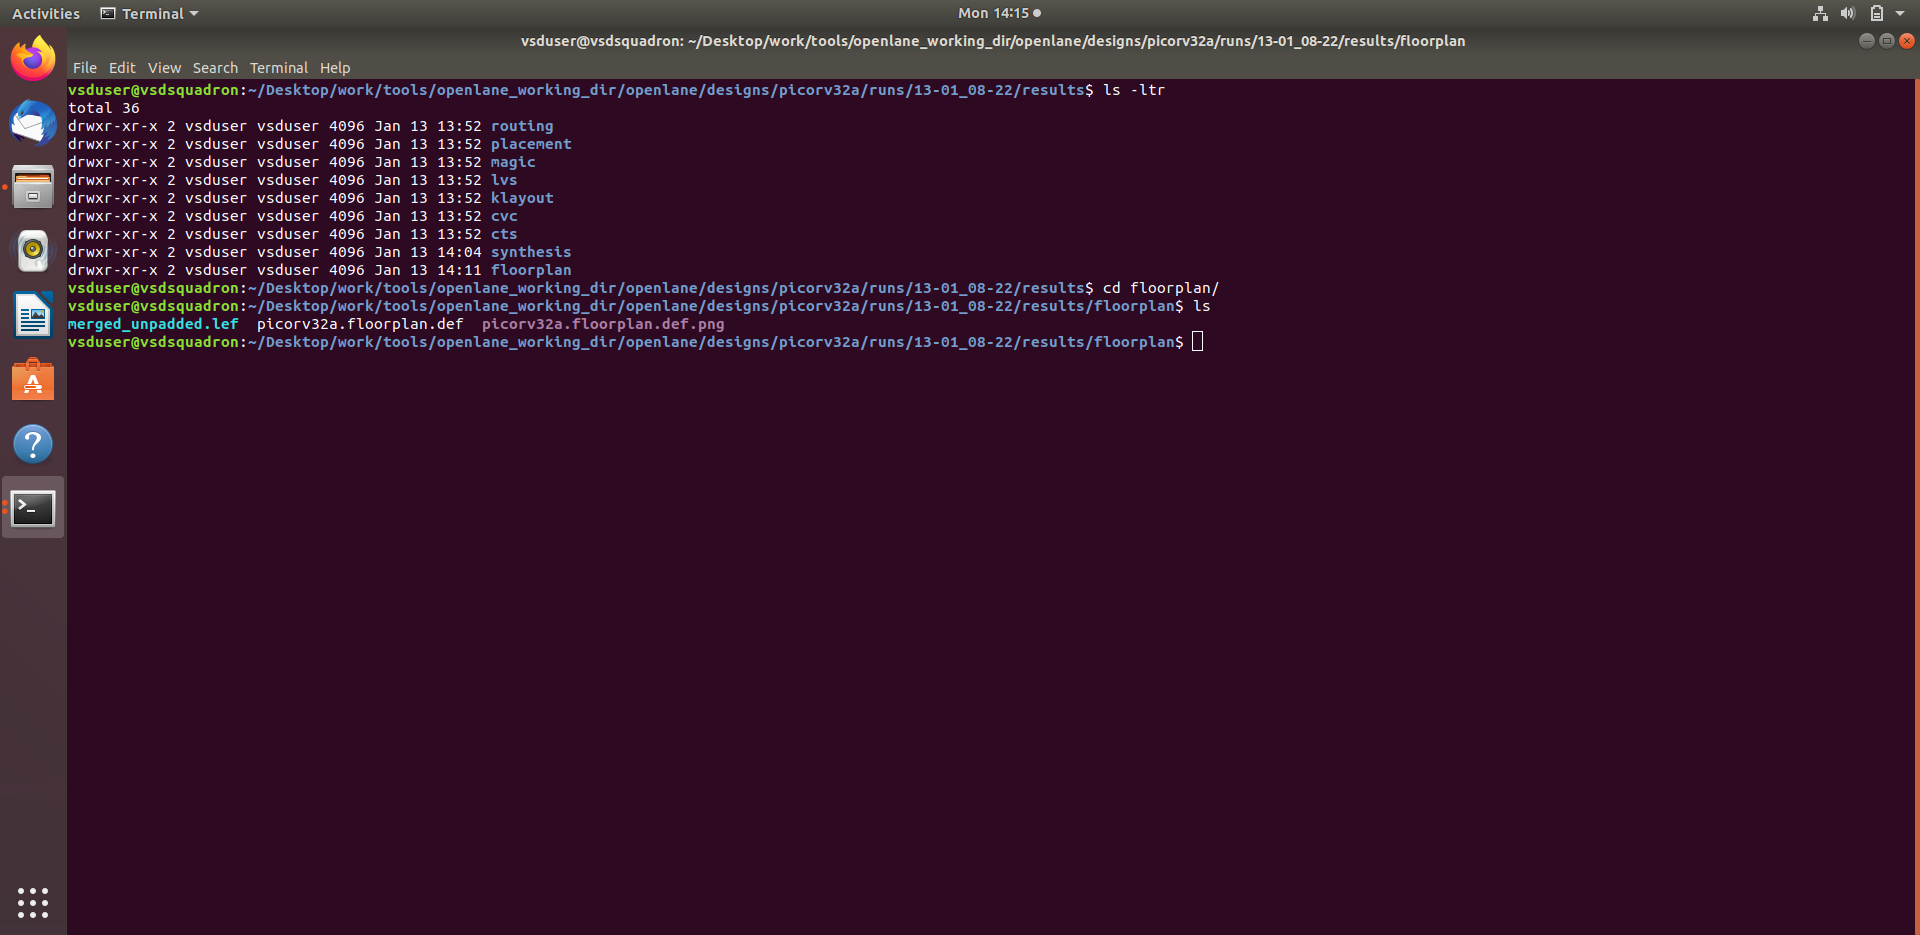 Activities Terminal Mon 14:15
vsduser@vsdsquadron: ~/Desktop/work/tools/openlane_working_dir/openlane/designs/picorv32a/runs/13-01_08-22/results/floorplan
File Edit View Search Terminal Help
vsduser@vsdsquadron:~/Desktop/work/tools/openlane_working_dir/openlane/designs/picorv32a/runs/13-01_08-22/results$ ls -ltr
total 36
drwxr-xr-x 2 vsduser vsduser 4096 Jan 13 13:52 routing
drwxr-xr-x 2 vsduser vsduser 4096 Jan 13 13:52 placement
drwxr-xr-x 2 vsduser vsduser 4096 Jan 13 13:52 magic
drwxr-xr-x 2 vsduser vsduser 4096 Jan 13 13:52 lvs
drwxr-xr-x 2 vsduser vsduser 4096 Jan 13 13:52 klayout
drwxr-xr-x 2 vsduser vsduser 4096 Jan 13 13:52 cvc
drwxr-xr-x 2 vsduser vsduser 4096 Jan 13 13:52 cts
drwxr-xr-x 2 vsduser vsduser 4096 Jan 13 14:04 synthesis
drwxr-xr-x 2 vsduser vsduser 4096 Jan 13 14:11 floorplan
vsduser@vsdsquadron:~/Desktop/work/tools/openlane_working_dir/openlane/designs/picorv32a/runs/13-01_08-22/results$ cd floorplan/
vsduser@vsdsquadron:~/Desktop/work/tools/openlane_working_dir/openlane/designs/picorv32a/runs/13-01_08-22/results/floorplan$ ls
merged_unpadded.lef  picorv32a.floorplan.def  picorv32a.floorplan.def.png
vsduser@vsdsquadron:~/Desktop/work/tools/openlane_working_dir/openlane/designs/picorv32a/runs/13-01_08-22/results/floorplan$